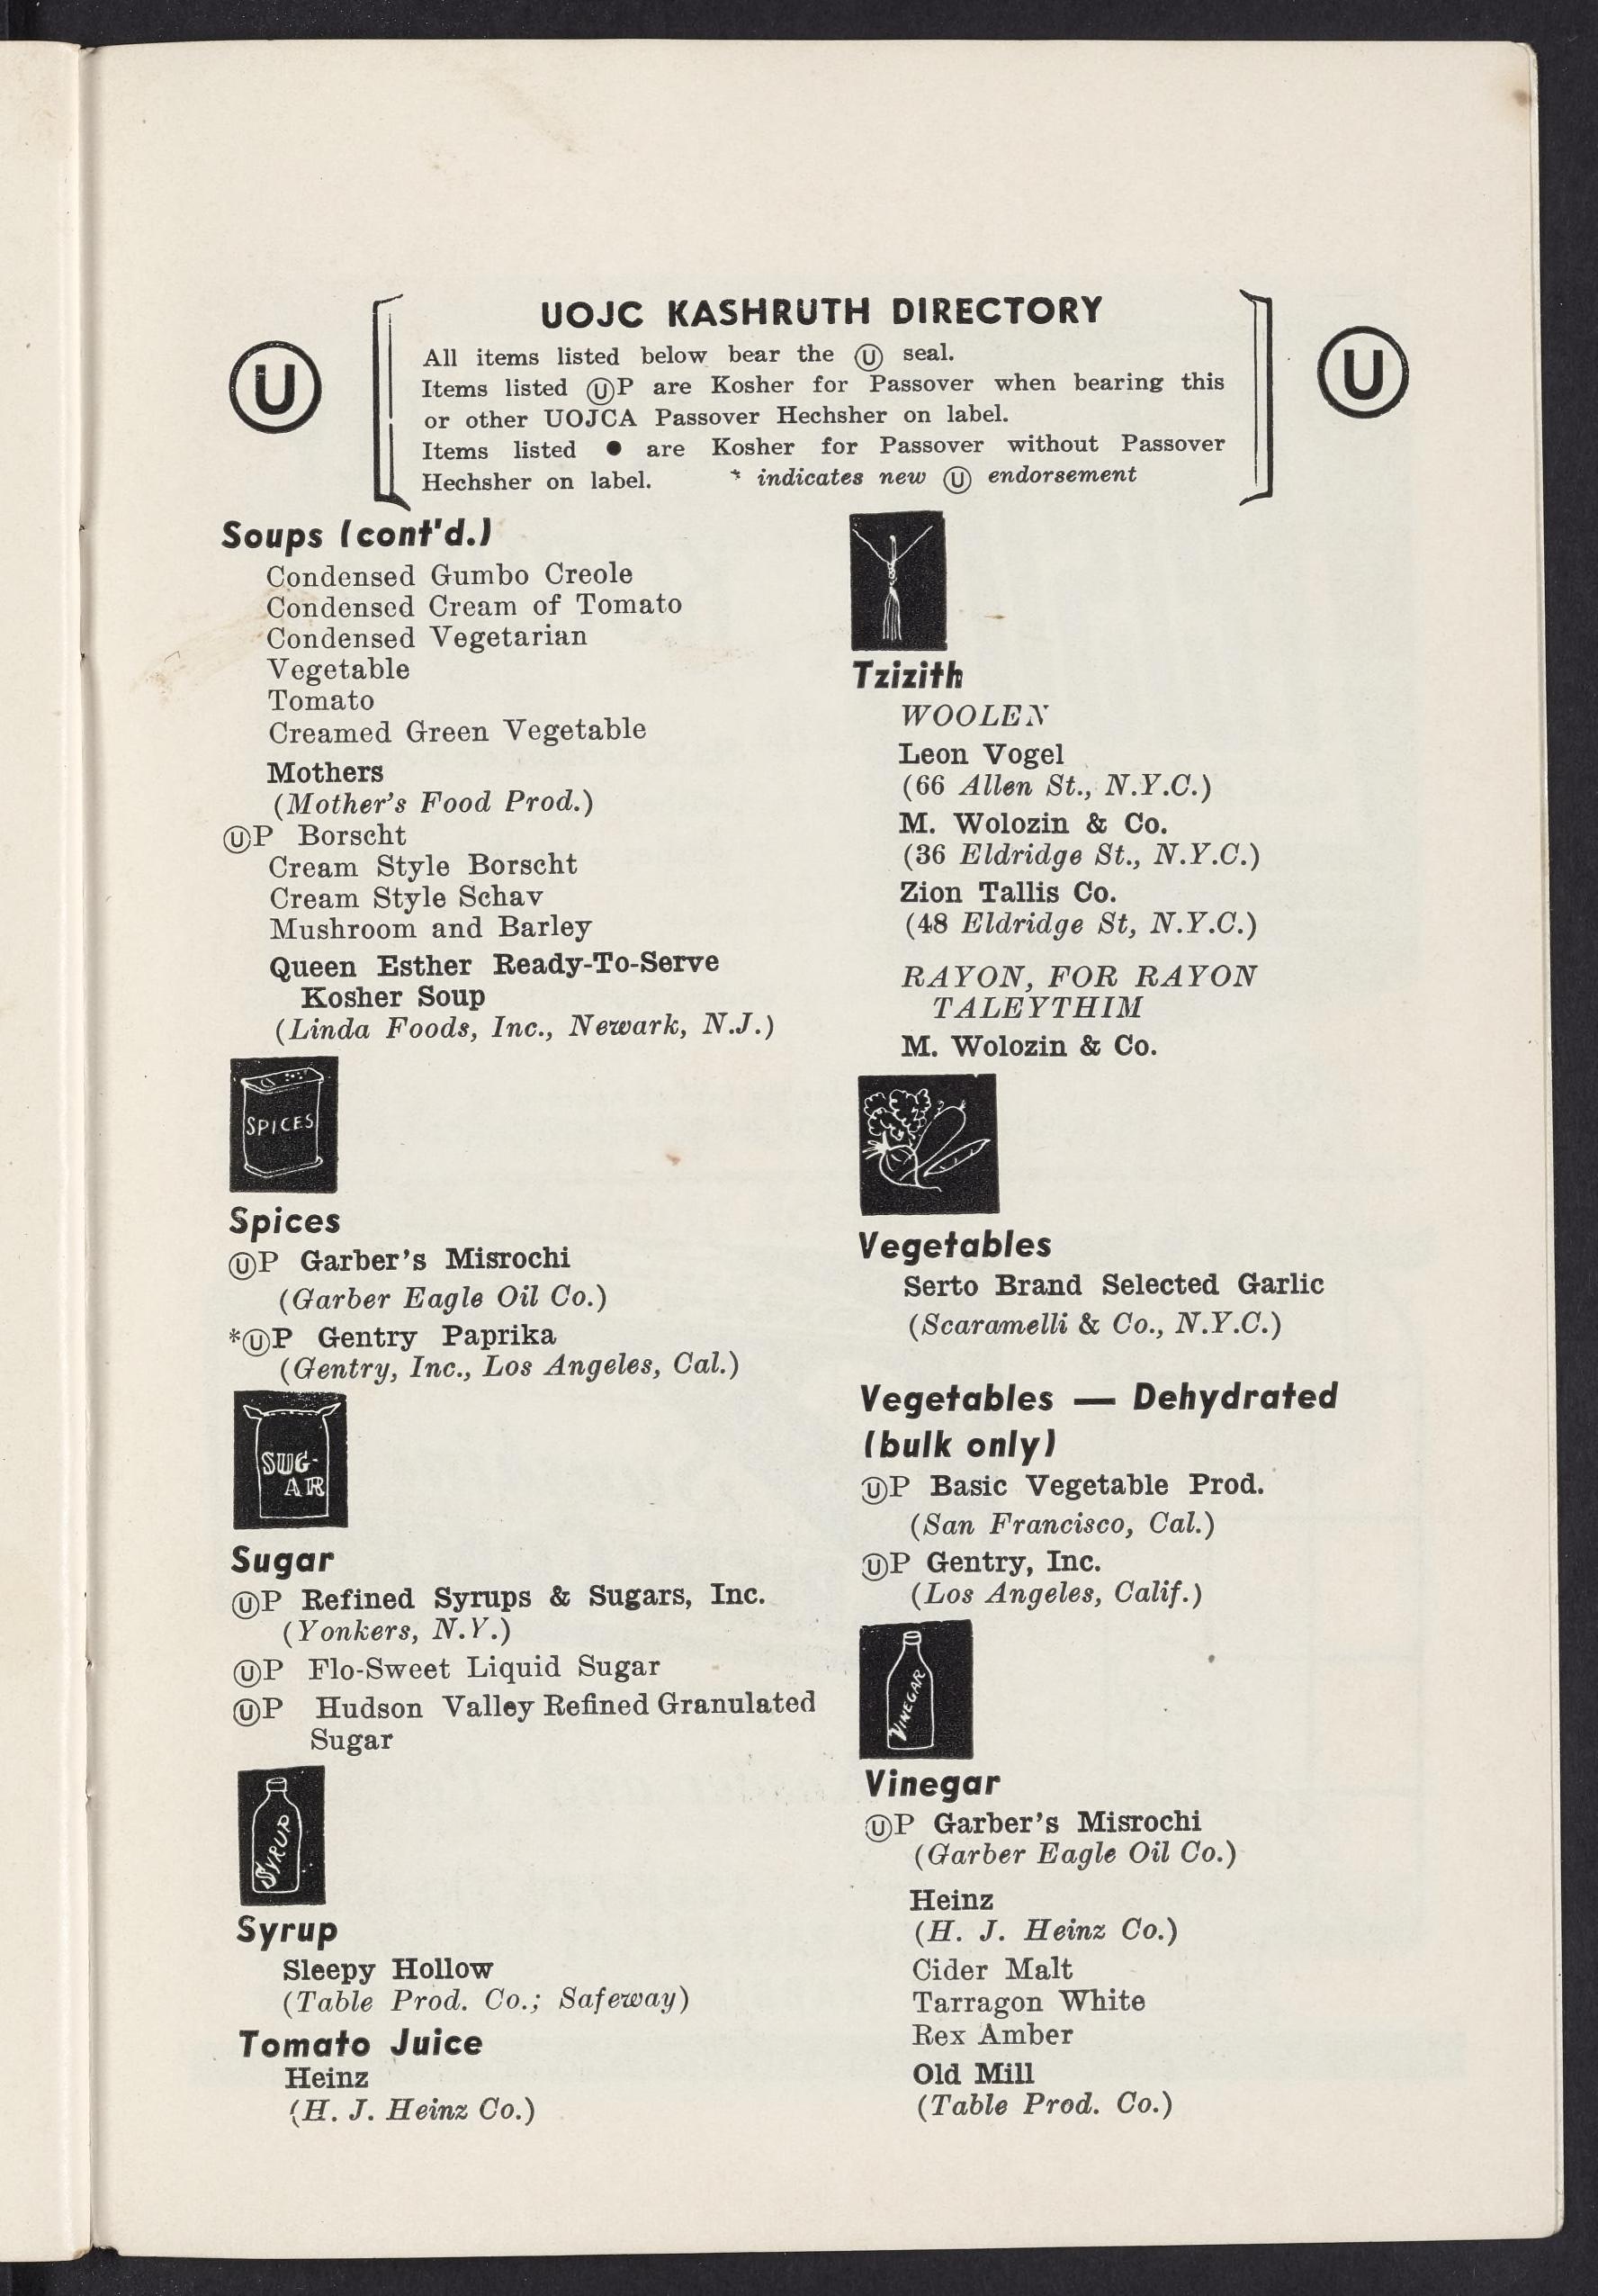 UOJC KASHRUTH DIRECTORY
Ⓤ
Ⓤ
All items listed below bear the Ⓤ seal.
Items listed ⓊP are Kosher for Passover when bearing this
or other UOJCA Passover Hechsher on label.
Items listed ● are Kosher for Passover without Passover
Hechsher on label. * indicates new Ⓤ endorsement
Soups (cont'd.)
Condensed Gumbo Creole
Condensed Cream of Tomato
Condensed Vegetarian
Vegetable
Tomato
Creamed Green Vegetable
Mothers
(Mother's Food Prod.)
ⓊP Borscht
Cream Style Borscht
Cream Style Schav
Mushroom and Barley
Queen Esther Ready-To-Serve
Kosher Soup
(Linda Foods, Inc., Newark, N.J.)
SPICES
Spices
ⓊP Garber's Misrochi
(Garber Eagle Oil Co.)
*ⓊP Gentry Paprika
(Gentry, Inc., Los Angeles, Cal.)
SUG-
AR
Sugar
ⓊP Refined Syrups & Sugars, Inc.
(Yonkers, N.Y.)
ⓊP Flo-Sweet Liquid Sugar
ⓊP Hudson Valley Refined Granulated
Sugar
SYRUP
Syrup
Sleepy Hollow
(Table Prod. Co.; Safeway)
Tomato Juice
Heinz
(H. J. Heinz Co.)
Tzizith
WOOLEN
Leon Vogel
(66 Allen St., N.Y.C.)
M. Wolozin & Co.
(36 Eldridge St., N.Y.C.)
Zion Tallis Co.
(48 Eldridge St, N.Y.C.)
RAYON, FOR RAYON
TALEYTHIM
M. Wolozin & Co.
Vegetables
Serto Brand Selected Garlic
(Scaramelli & Co., N.Y.C.)
Vegetables — Dehydrated
(bulk only)
ⓊP Basic Vegetable Prod.
(San Francisco, Cal.)
ⓊP Gentry, Inc.
(Los Angeles, Calif.)
VINEGAR
Vinegar
ⓊP Garber's Misrochi
(Garber Eagle Oil Co.)
Heinz
(H. J. Heinz Co.)
Cider Malt
Tarragon White
Rex Amber
Old Mill
(Table Prod. Co.)